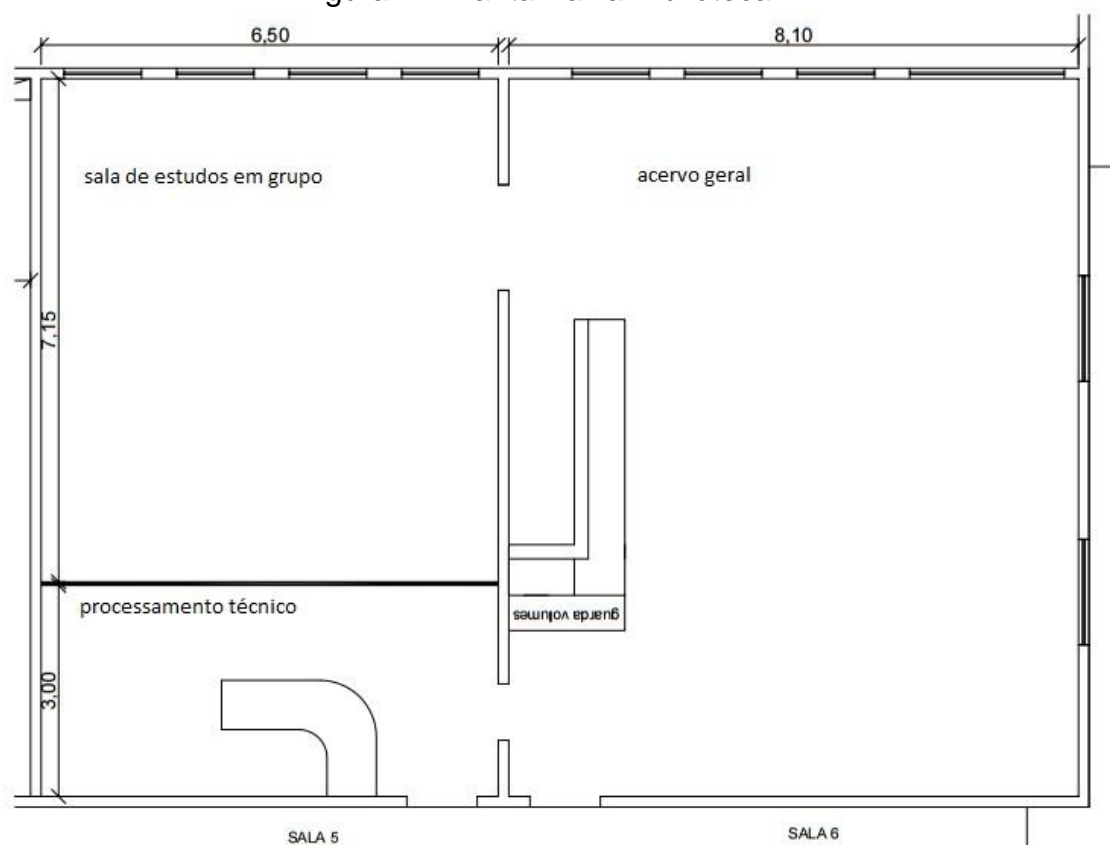 6,50
8,10
sala de estudos em grupo
acervo geral
7,15
processamento técnico
guarda volumes
3,00
SALA 5
SALA 6